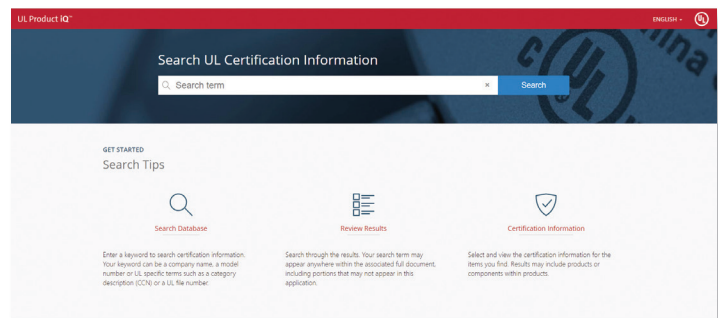 UL Product iQ™
ENGLISH
UL
Search UL Certification Information
Search term
×
Search
GET STARTED
Search Tips
Search Database
Review Results
Certification Information
Enter a keyword to search certification information.
Your keyword can be a company name, a model
number or UL specific terms such as a category
description (CCN) or a UL file number.
Search through the results. Your search term may
appear anywhere within the associated full document,
including portions that may not appear in this
application.
Select and view the certification information for the
items you find. Results may include products or
components within products.